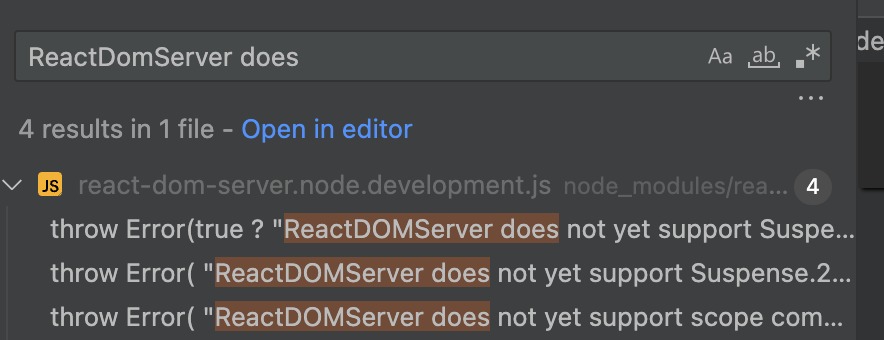 ReactDomServer does
Aa ab .*
de
...
4 results in 1 file - Open in editor
JS react-dom-server.node.development.js node_modules/rea... 4
throw Error(true ? "ReactDOMServer does not yet support Suspe...
throw Error( "ReactDOMServer does not yet support Suspense.2...
throw Error( "ReactDOMServer does not yet support scope com...